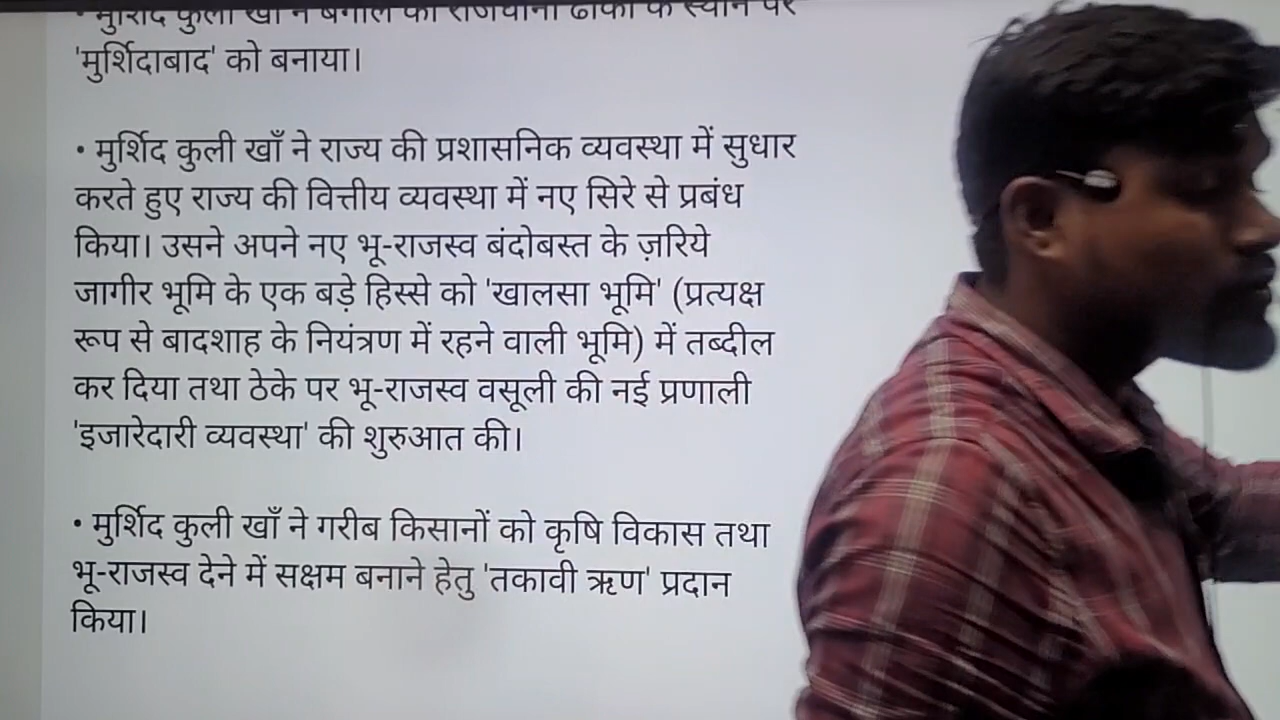 • मुर्शिद कुली खाँ ने बंगाल की राजधानी ढाका के स्थान पर
'मुर्शिदाबाद' को बनाया।
• मुर्शिद कुली खाँ ने राज्य की प्रशासनिक व्यवस्था में सुधार
करते हुए राज्य की वित्तीय व्यवस्था में नए सिरे से प्रबंध
किया। उसने अपने नए भू-राजस्व बंदोबस्त के ज़रिये
जागीर भूमि के एक बड़े हिस्से को 'खालसा भूमि' (प्रत्यक्ष
रूप से बादशाह के नियंत्रण में रहने वाली भूमि) में तब्दील
कर दिया तथा ठेके पर भू-राजस्व वसूली की नई प्रणाली
'इजारेदारी व्यवस्था' की शुरुआत की।
• मुर्शिद कुली खाँ ने गरीब किसानों को कृषि विकास तथा
भू-राजस्व देने में सक्षम बनाने हेतु 'तकावी ऋण' प्रदान
किया।